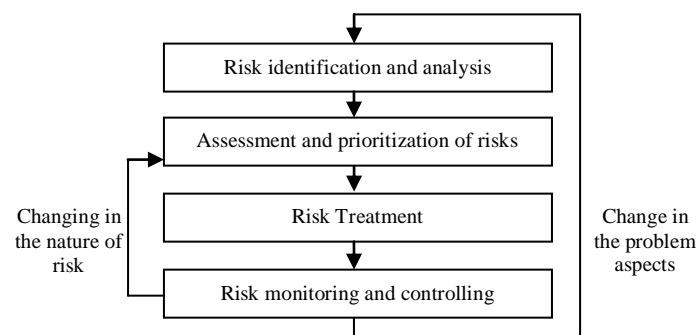 Risk identification and analysis
Assessment and prioritization of risks
Risk Treatment
Risk monitoring and controlling
Changing in
the nature of
risk
Change in
the problem
aspects